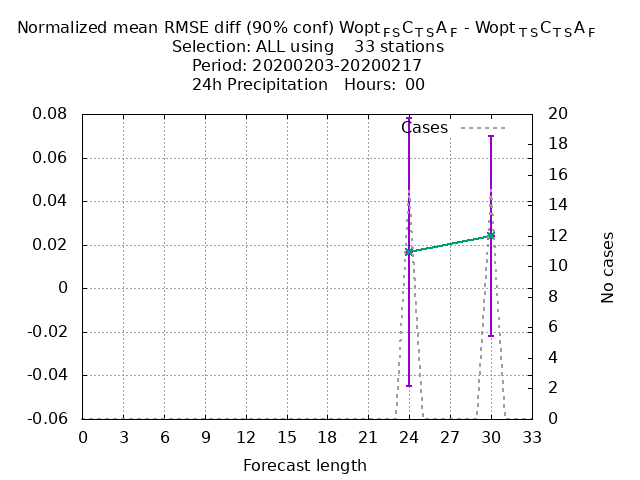 Normalized mean RMSE diff (90% conf) Wopt FS C TS A F - Wopt TS C TS A F
Selection: ALL using 33 stations
Period: 20200203-20200217
24h Precipitation Hours: 00
Cases
0.08
0.06
0.04
0.02
0
-0.02
-0.04
-0.06
20
18
16
14
12
10
8
6
4
2
0
No cases
0 3 6 9 12 15 18 21 24 27 30 33
Forecast length